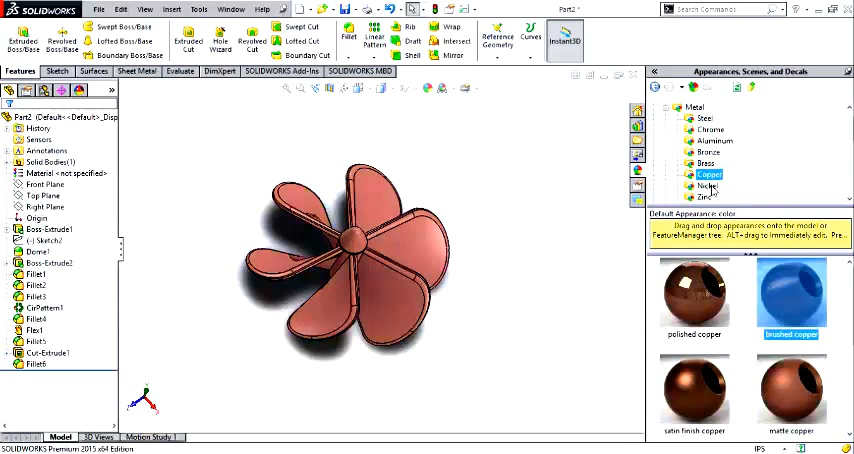 SOLIDWORKS File Edit View Insert Tools Window Help Part2 * Search Commands
Extruded Boss/Base
Revolved Boss/Base
Swept Boss/Base
Lofted Boss/Base
Boundary Boss/Base
Extruded Cut
Hole Wizard
Revolved Cut
Swept Cut
Lofted Cut
Boundary Cut
Fillet
Linear Pattern
Rib
Draft
Shell
Wrap
Intersect
Mirror
Reference Geometry
Curves
Instant3D
Features Sketch Surfaces Sheet Metal Evaluate DimXpert SOLIDWORKS Add-Ins SOLIDWORKS MBD
Part2 (Default<<Default>_Disp
History
Sensors
Annotations
Solid Bodies(1)
Material <not specified>
Front Plane
Top Plane
Right Plane
Origin
Boss-Extrude1
(-) Sketch2
Dome1
Boss-Extrude2
Fillet1
Fillet2
Fillet3
CirPattern1
Fillet4
Flex1
Fillet5
Cut-Extrude1
Fillet6
Appearances, Scenes, and Decals
Metal
Steel
Chrome
Aluminum
Bronze
Brass
Copper
Nickel
Zinc
Default Appearance: color
Drag and drop appearances onto the model or
FeatureManager tree. ALT+drag to immediately edit. Pre...
polished copper
brushed copper
satin finish copper
matte copper
Model 3D Views Motion Study 1
SOLIDWORKS Premium 2015 x64 Edition
IPS